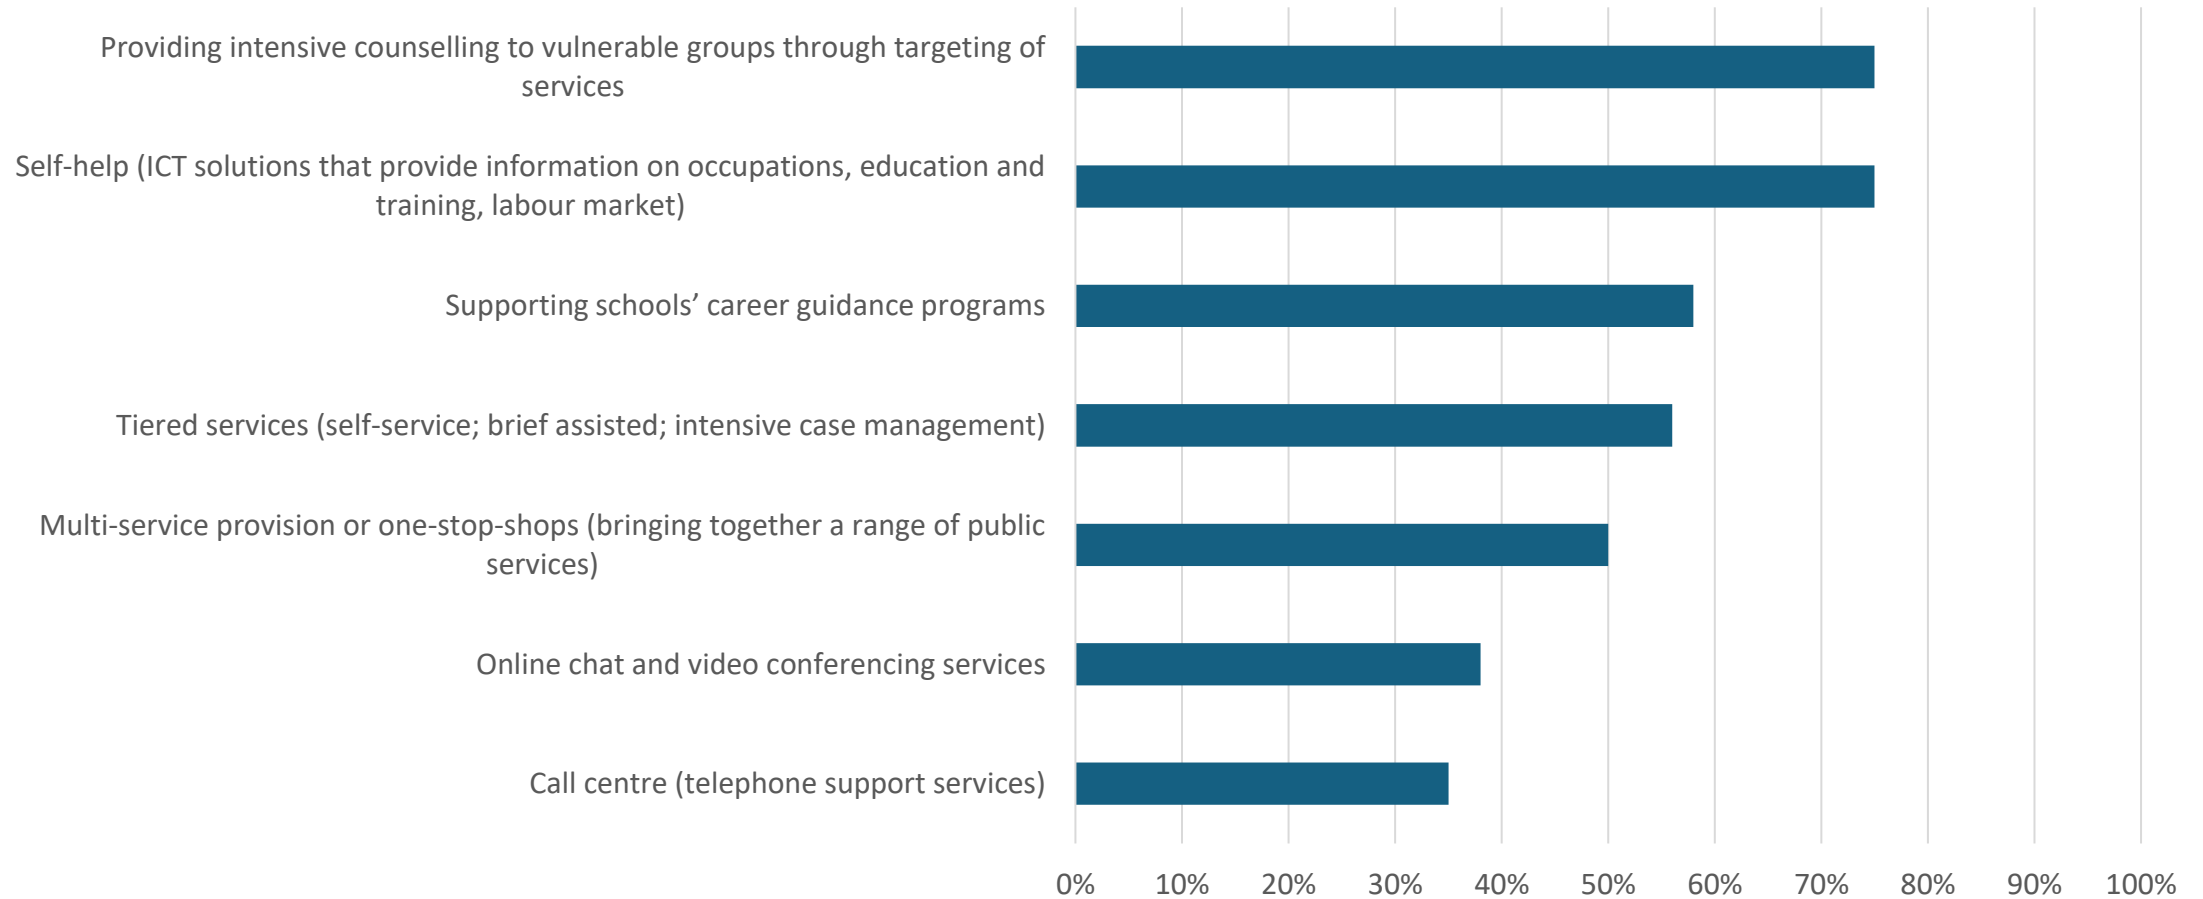 Providing intensive counselling to vulnerable groups through targeting of
services
Self-help (ICT solutions that provide information on occupations, education and
training, labour market)
Supporting schools’ career guidance programs
Tiered services (self-service; brief assisted; intensive case management)
Multi-service provision or one-stop-shops (bringing together a range of public
services)
Online chat and video conferencing services
Call centre (telephone support services)
0% 10% 20% 30% 40% 50% 60% 70% 80% 90% 100%